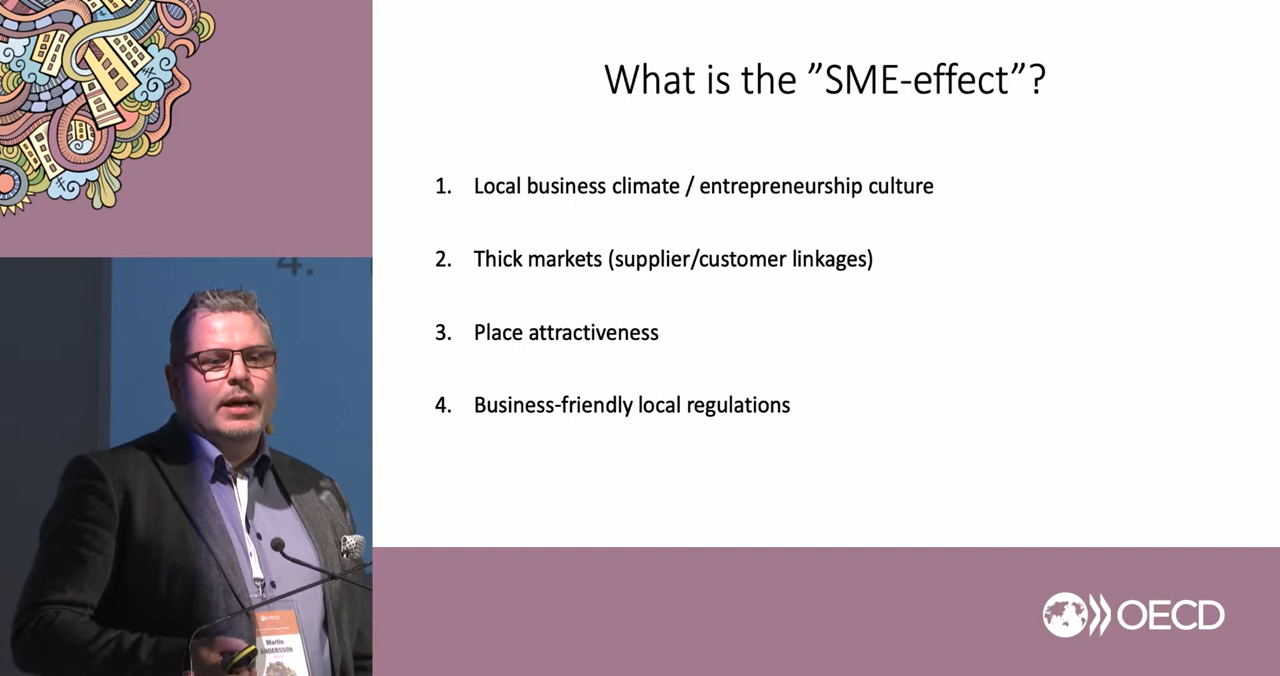 What is the ”SME-effect”?
1. Local business climate / entrepreneurship culture
2. Thick markets (supplier/customer linkages)
3. Place attractiveness
4. Business-friendly local regulations
4.
Martin
ANDERSSON
OECD